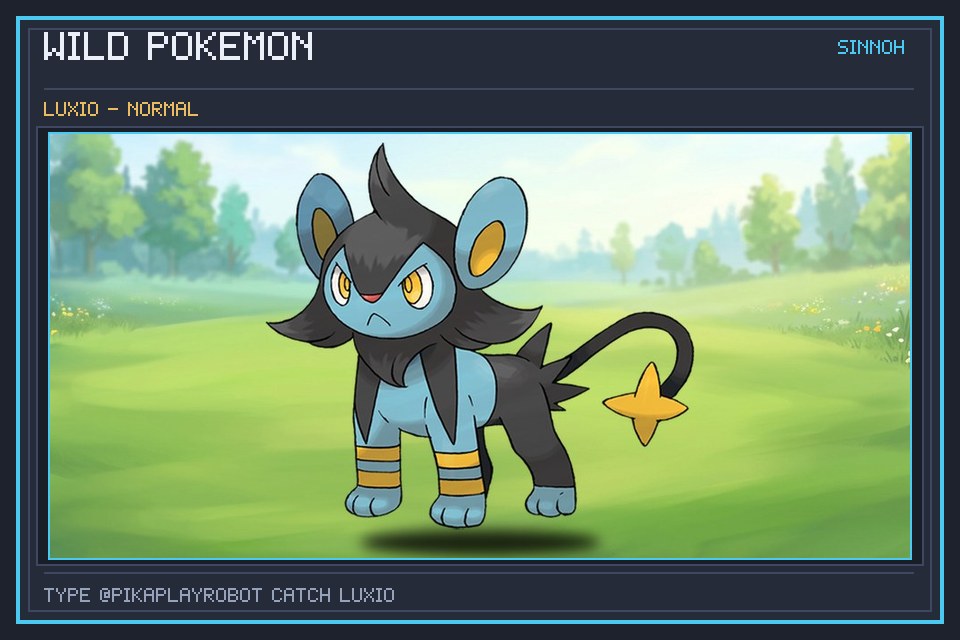 WILD POKEMON
SINNOH
LUXIO - NORMAL
TYPE @PIKAPLAYROBOT CATCH LUXIO